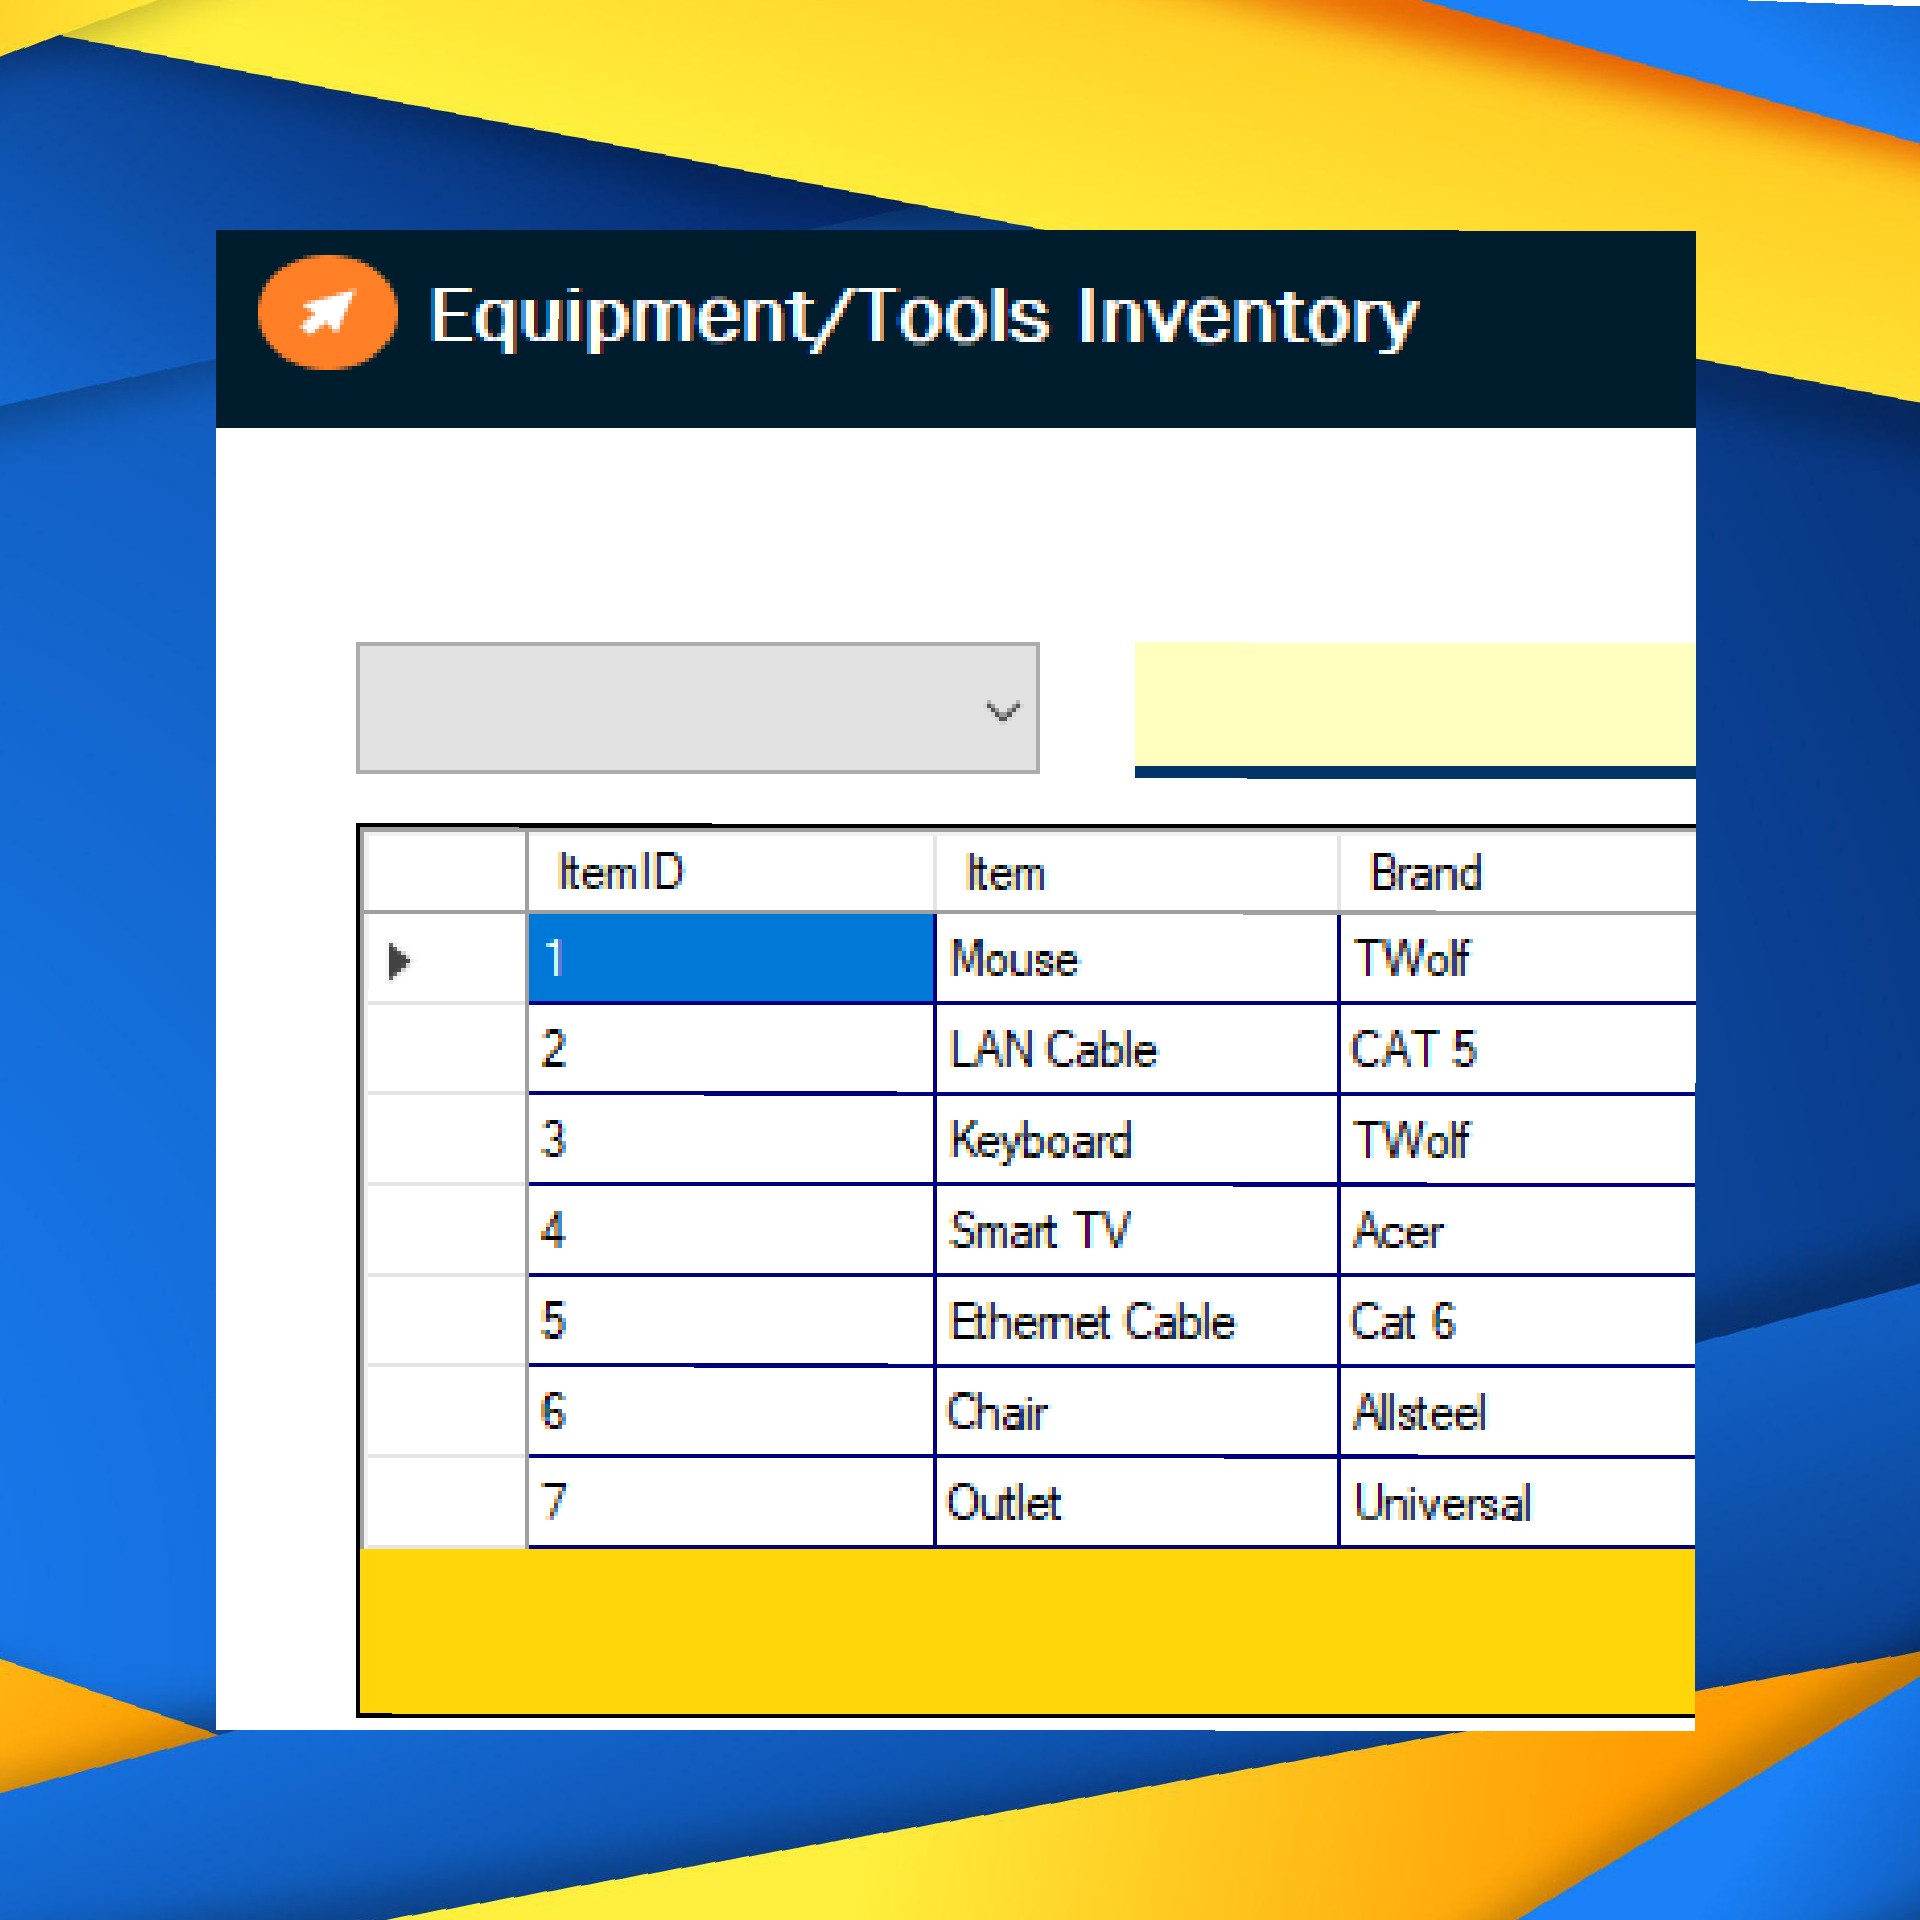 Equipment/Tools Inventory
ItemID Item Brand
1 Mouse TWolf
2 LAN Cable CAT 5
3 Keyboard TWolf
4 Smart TV Acer
5 Ethernet Cable Cat 6
6 Chair Allsteel
7 Outlet Universal